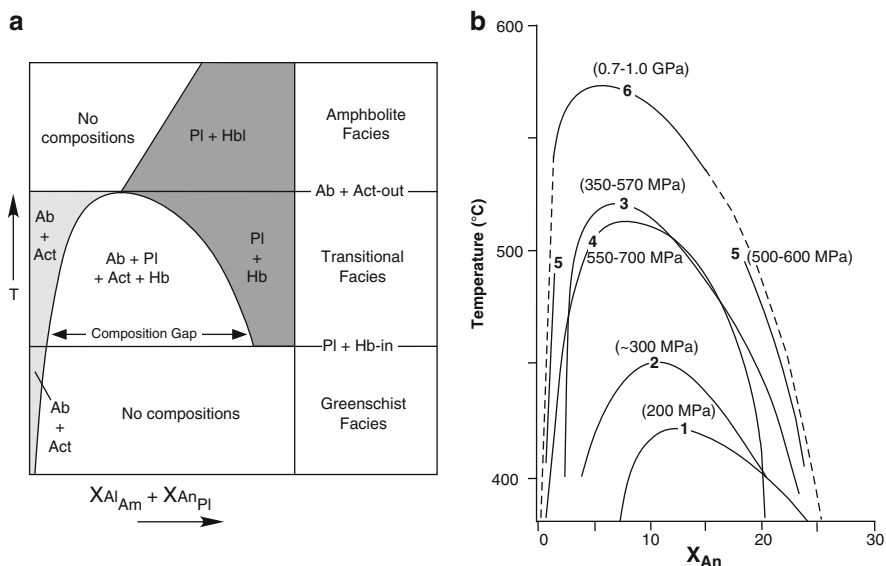 a
No
compositions
Pl + Hbl
Amphbolite
Facies
Ab + Act-out
Ab
+
Act
Ab + Pl
+ Act + Hb
Pl
+
Hb
Transitional
Facies
T
Composition Gap
Pl + Hb-in
Ab
+
Act
No compositions
Greenschist
Facies
XAlAm + XAnPl
b
600
500
400
Temperature (°C)
(0.7-1.0 GPa)
6
(350-570 MPa)
3
4
550-700 MPa
5
5 (500-600 MPa)
(~300 MPa)
2
(200 MPa)
1
0
10
20
30
XAn